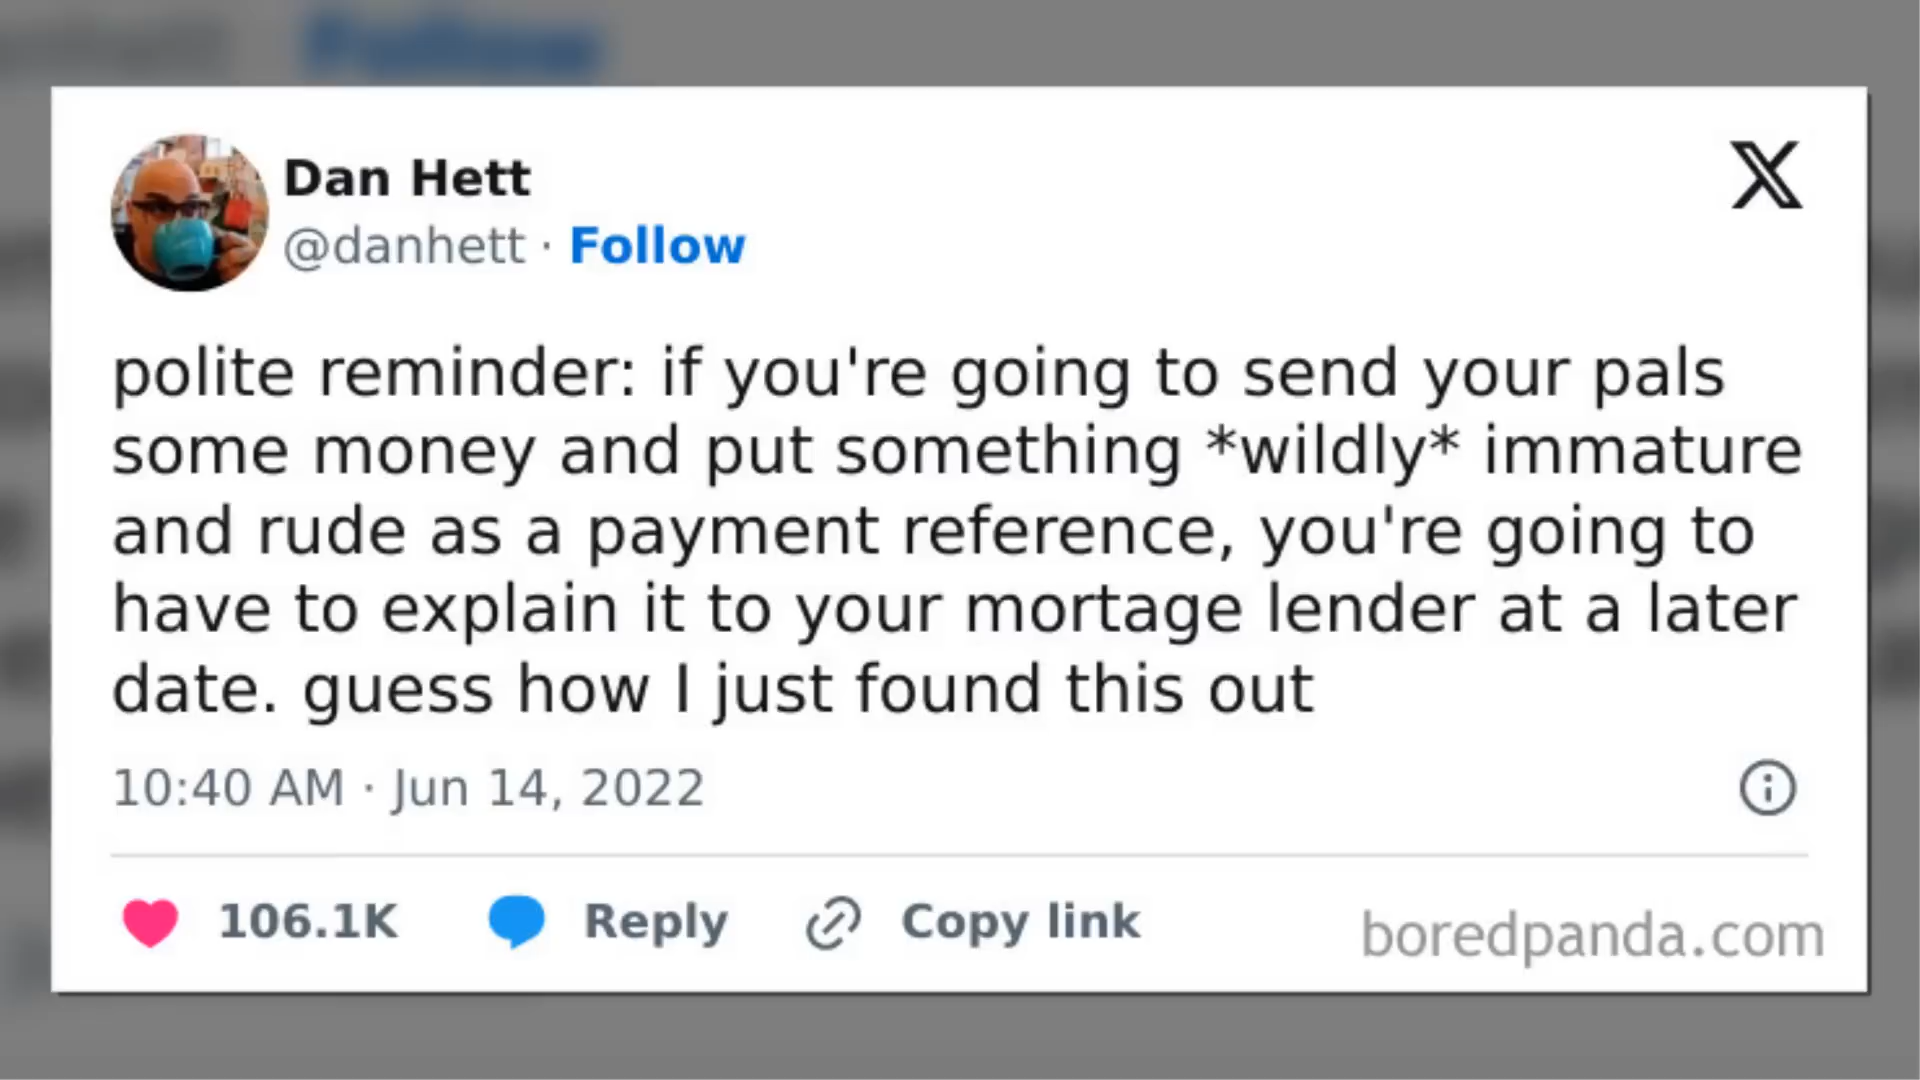 Follow
Dan Hett
@danhett · Follow
polite reminder: if you're going to send your pals
some money and put something *wildly* immature
and rude as a payment reference, you're going to
have to explain it to your mortage lender at a later
date. guess how I just found this out
10:40 AM · Jun 14, 2022
106.1K Reply Copy link
boredpanda.com